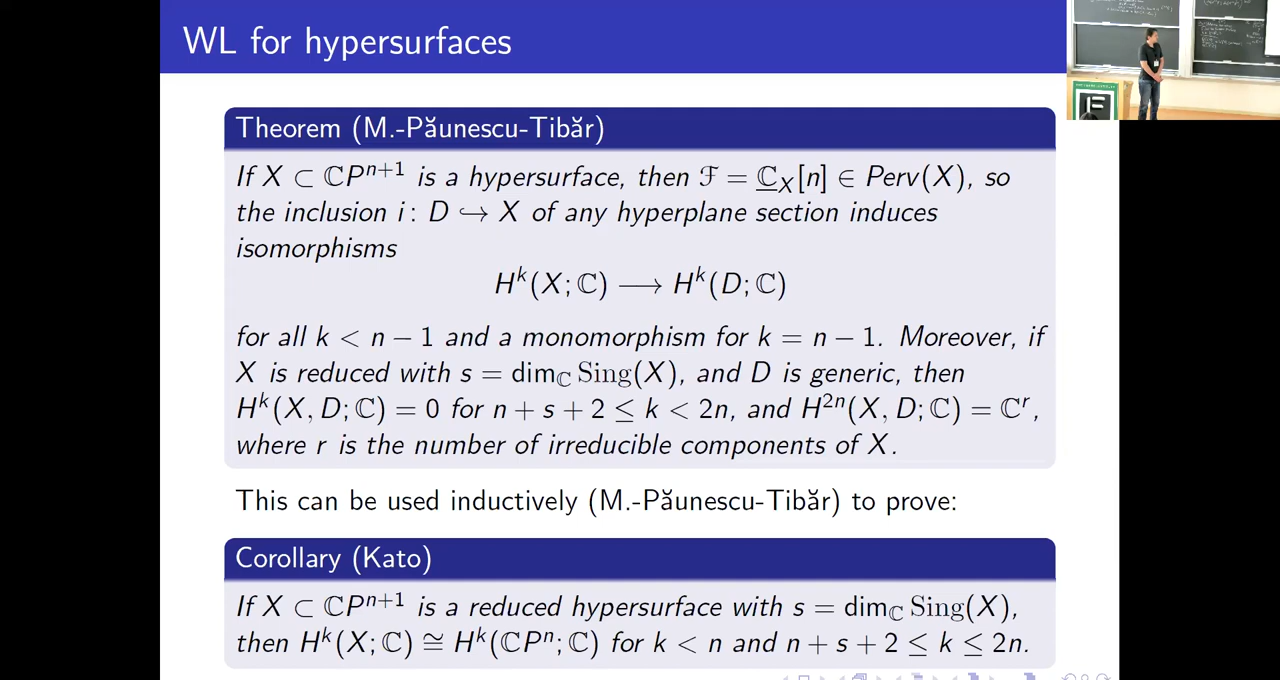 WL for hypersurfaces
Theorem (M.-Păunescu-Tibăr)
If X ⊂ ℂP^{n+1} is a hypersurface, then ℱ = \underline{ℂ}_X[n] ∈ Perv(X), so
the inclusion i: D ↪ X of any hyperplane section induces
isomorphisms
H^k(X; ℂ) ⟶ H^k(D; ℂ)
for all k < n − 1 and a monomorphism for k = n − 1. Moreover, if
X is reduced with s = dim_ℂ Sing(X), and D is generic, then
H^k(X, D; ℂ) = 0 for n + s + 2 ≤ k < 2n, and H^{2n}(X, D; ℂ) = ℂ^r,
where r is the number of irreducible components of X.
This can be used inductively (M.-Păunescu-Tibăr) to prove:
Corollary (Kato)
If X ⊂ ℂP^{n+1} is a reduced hypersurface with s = dim_ℂ Sing(X),
then H^k(X; ℂ) ≅ H^k(ℂP^n; ℂ) for k < n and n + s + 2 ≤ k ≤ 2n.